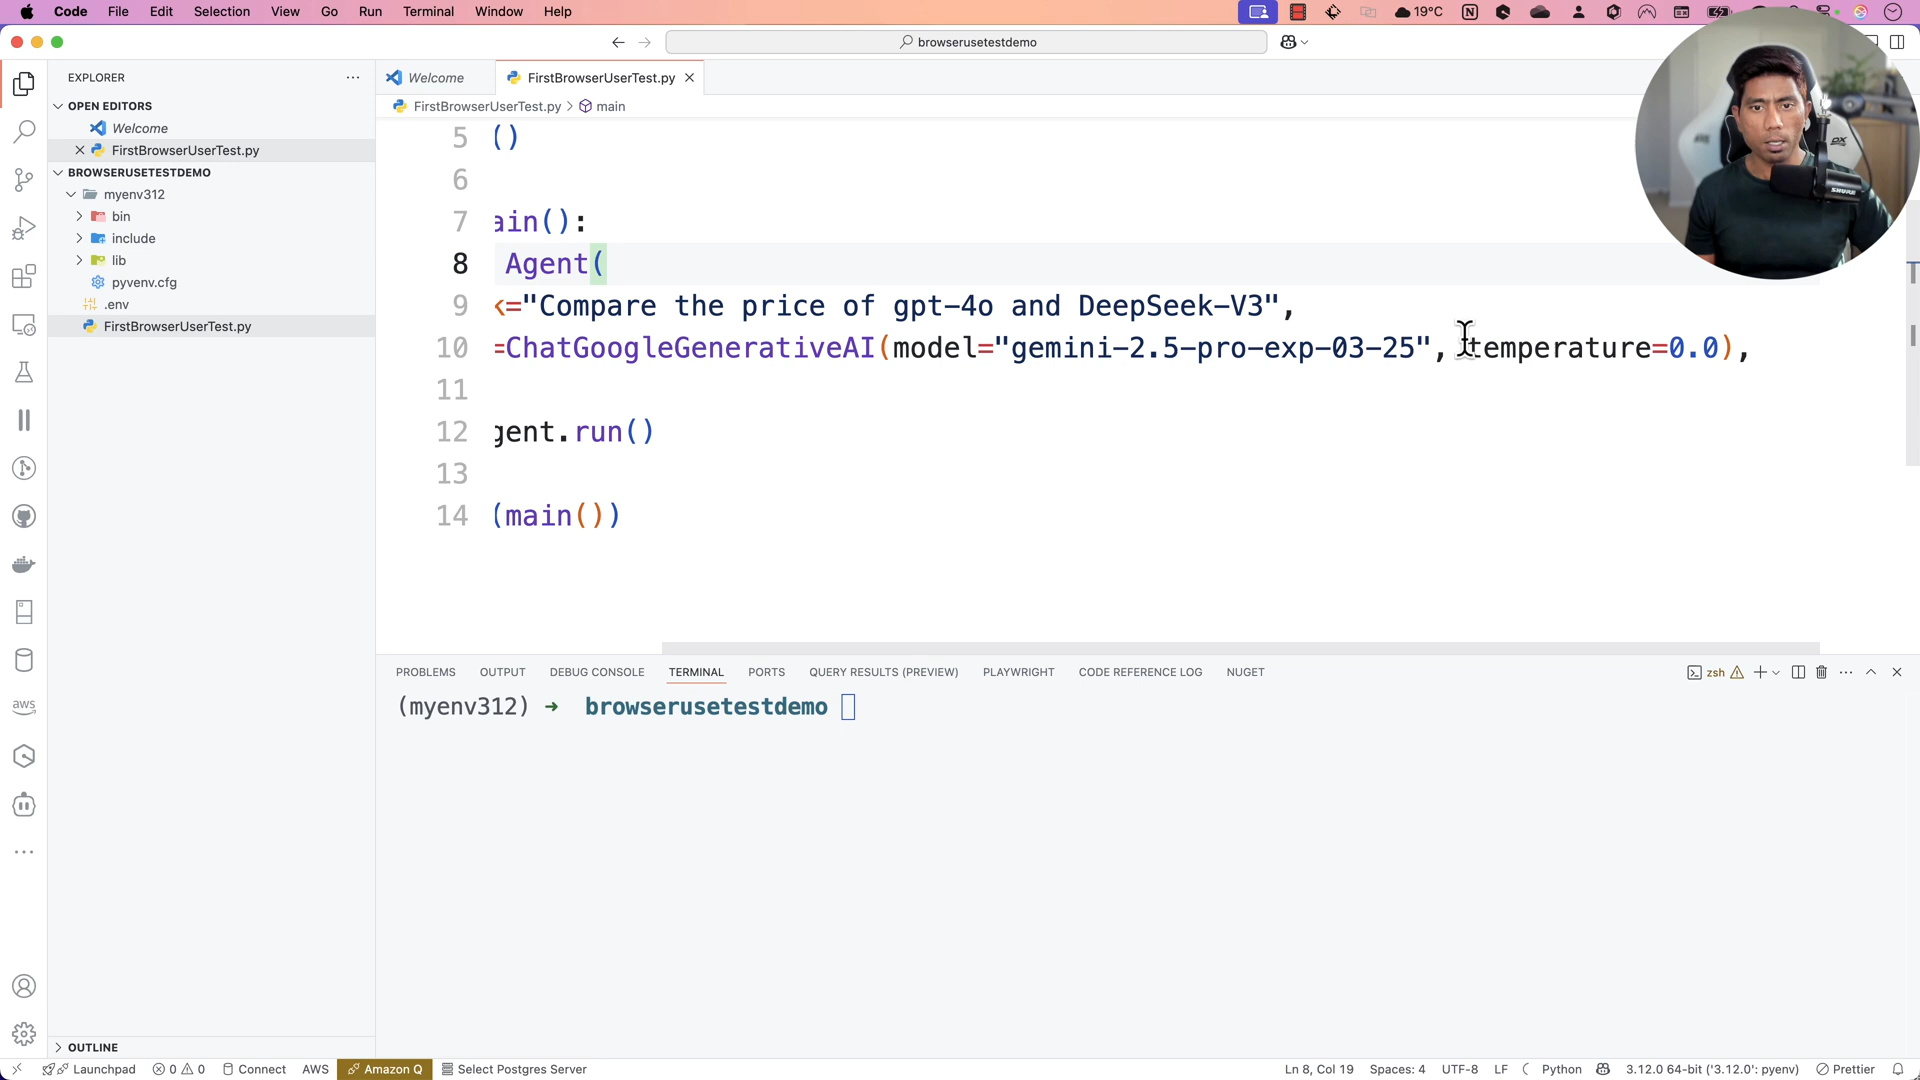 Code File Edit Selection View Go Run Terminal Window Help
19°C
browserusetestdemo
EXPLORER
Welcome
FirstBrowserUserTest.py
OPEN EDITORS
FirstBrowserUserTest.py > main
Welcome
FirstBrowserUserTest.py
BROWSERUSETESTDEMO
myenv312
bin
include
lib
pyvenv.cfg
.env
FirstBrowserUserTest.py
5 ()
6
7 ain():
8 Agent(
9 ="Compare the price of gpt-4o and DeepSeek-V3",
10 =ChatGoogleGenerativeAI(model="gemini-2.5-pro-exp-03-25", temperature=0.0),
11
12 gent.run()
13
14 (main())
PROBLEMS OUTPUT DEBUG CONSOLE TERMINAL PORTS QUERY RESULTS (PREVIEW) PLAYWRIGHT CODE REFERENCE LOG NUGET
zsh
(myenv312) → browserusetestdemo
aws
OUTLINE
Launchpad 0 0 Connect AWS Amazon Q Select Postgres Server
Ln 8, Col 19 Spaces: 4 UTF-8 LF Python 3.12.0 64-bit ('3.12.0': pyenv) Prettier
SHURE
DX